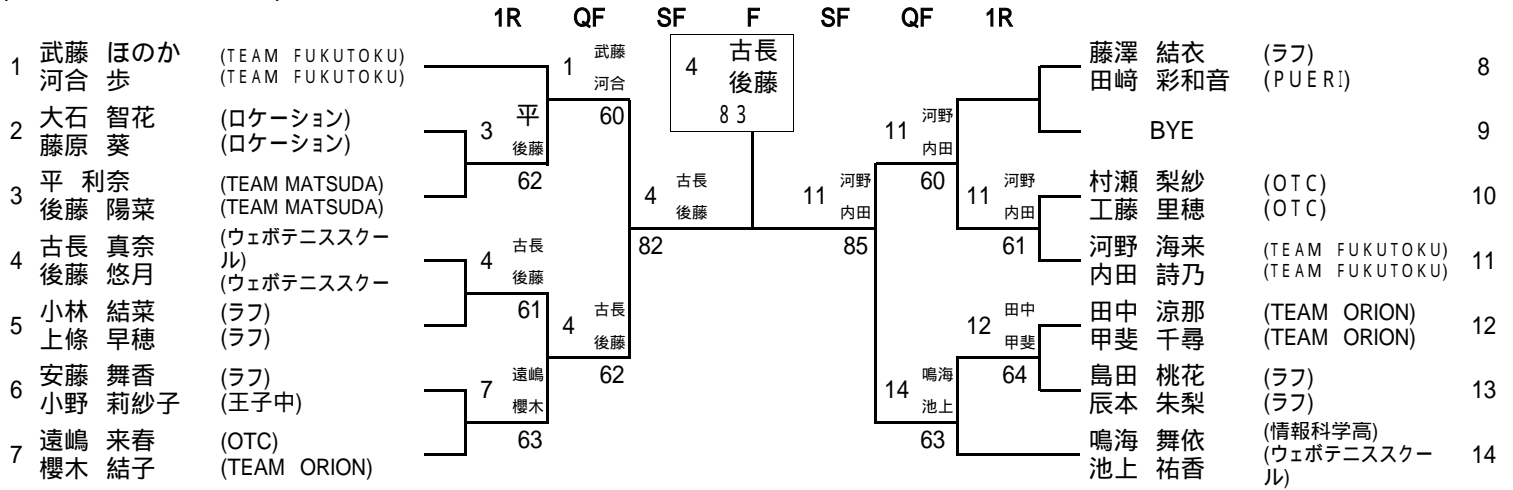 1R QF SF F SF QF 1R
1 武藤 ほのか (TEAM FUKUTOKU)
河合 歩 (TEAM FUKUTOKU)
2 大石 智花 (ロケーション)
藤原 葵 (ロケーション)
3 平 利奈 (TEAM MATSUDA)
後藤 陽菜 (TEAM MATSUDA)
4 古長 真奈 (ウェボテニススクール)
後藤 悠月 (ウェボテニススクー
5 小林 結菜 (ラフ)
上條 早穂 (ラフ)
6 安藤 舞香 (ラフ)
小野 莉紗子 (王子中)
7 遠嶋 来春 (OTC)
櫻木 結子 (TEAM ORION)
3 平
後藤
62
4 古長
後藤
61
7 遠嶋
櫻木
63
1 武藤
河合
60
4 古長
後藤
62
4 古長
後藤
82
4 古長
後藤
83
11 河野
内田
85
11 河野
内田
60
14 鳴海
池上
63
11 河野
内田
61
12 田中
甲斐
64
藤澤 結衣 (ラフ) 8
田﨑 彩和音 (PUERI)
BYE 9
村瀬 梨紗 (OTC) 10
工藤 里穂 (OTC)
河野 海来 (TEAM FUKUTOKU) 11
内田 詩乃 (TEAM FUKUTOKU)
田中 涼那 (TEAM ORION) 12
甲斐 千尋 (TEAM ORION)
島田 桃花 (ラフ) 13
辰本 朱梨 (ラフ)
鳴海 舞依 (情報科学高) 14
池上 祐香 (ウェボテニススクール)